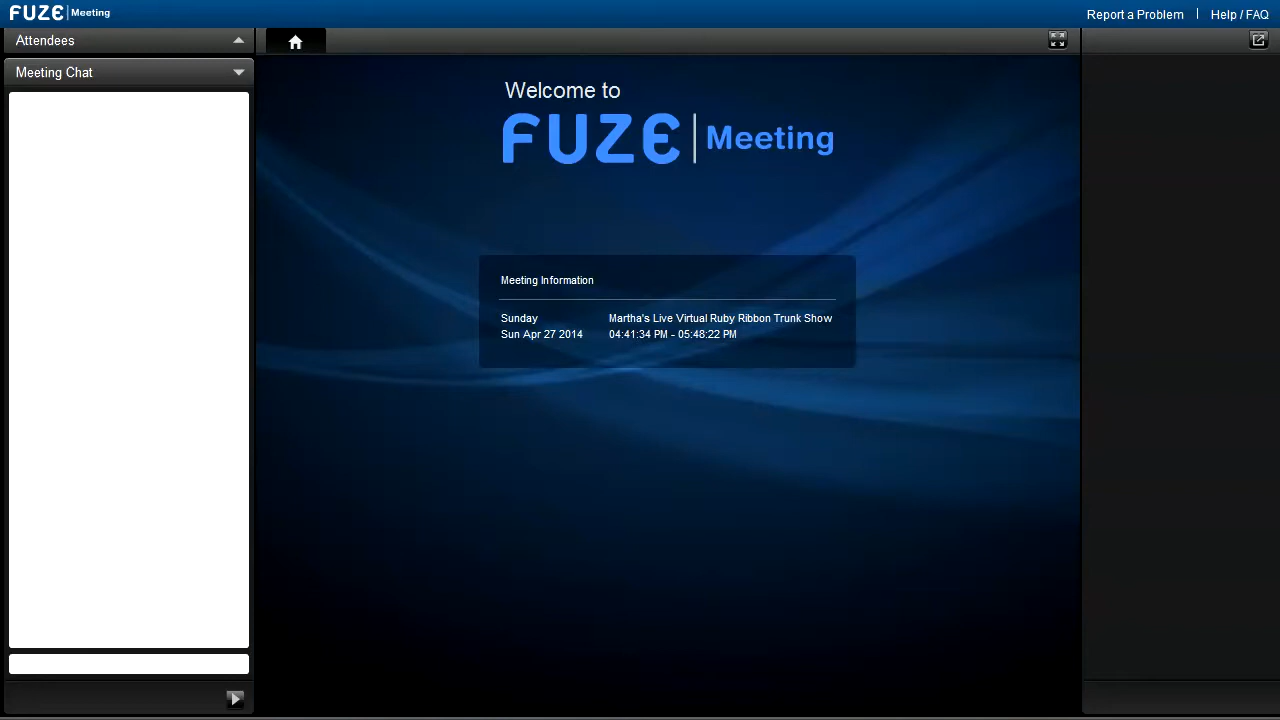 FUZE Meeting
Report a Problem
Help / FAQ
Attendees
Meeting Chat
Welcome to
FUZE Meeting
Meeting Information
Sunday Martha's Live Virtual Ruby Ribbon Trunk Show
Sun Apr 27 2014 04:41:34 PM - 05:48:22 PM